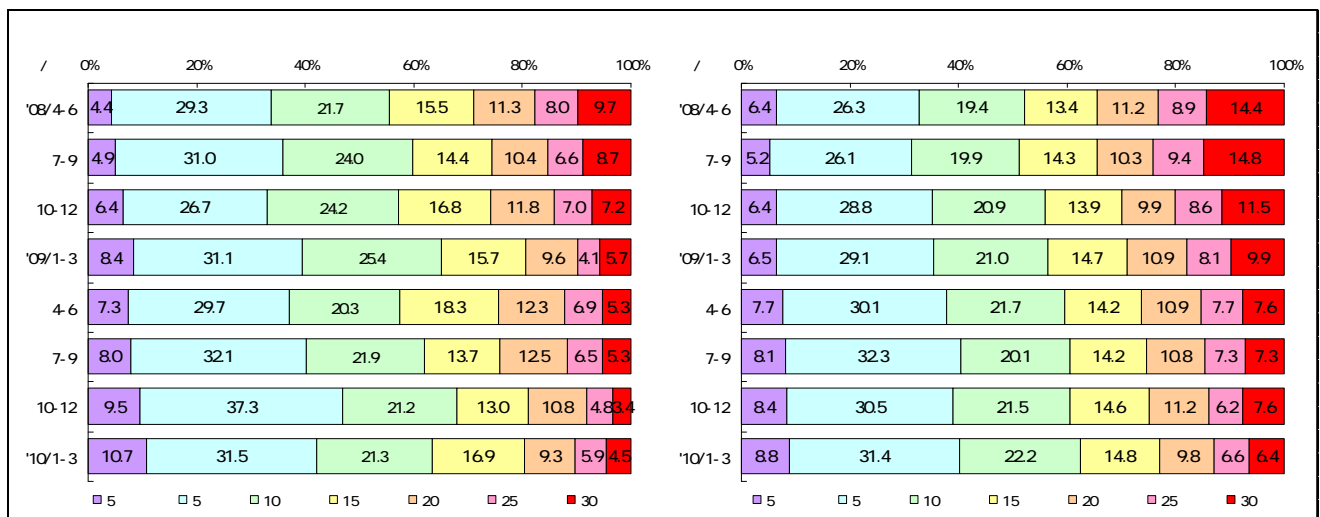 / 0% 20% 40% 60% 80% 100%
'08/4-6 4.4 29.3 21.7 15.5 11.3 8.0 9.7
7-9 4.9 31.0 24.0 14.4 10.4 6.6 8.7
10-12 6.4 26.7 24.2 16.8 11.8 7.0 7.2
'09/1-3 8.4 31.1 25.4 15.7 9.6 4.1 5.7
4-6 7.3 29.7 20.3 18.3 12.3 6.9 5.3
7-9 8.0 32.1 21.9 13.7 12.5 6.5 5.3
10-12 9.5 37.3 21.2 13.0 10.8 4.8 3.4
'10/1-3 10.7 31.5 21.3 16.9 9.3 5.9 4.5
5 5 10 15 20 25 30
/ 0% 20% 40% 60% 80% 100%
'08/4-6 6.4 26.3 19.4 13.4 11.2 8.9 14.4
7-9 5.2 26.1 19.9 14.3 10.3 9.4 14.8
10-12 6.4 28.8 20.9 13.9 9.9 8.6 11.5
'09/1-3 6.5 29.1 21.0 14.7 10.9 8.1 9.9
4-6 7.7 30.1 21.7 14.2 10.9 7.7 7.6
7-9 8.1 32.3 20.1 14.2 10.8 7.3 7.3
10-12 8.4 30.5 21.5 14.6 11.2 6.2 7.6
'10/1-3 8.8 31.4 22.2 14.8 9.8 6.6 6.4
5 5 10 15 20 25 30